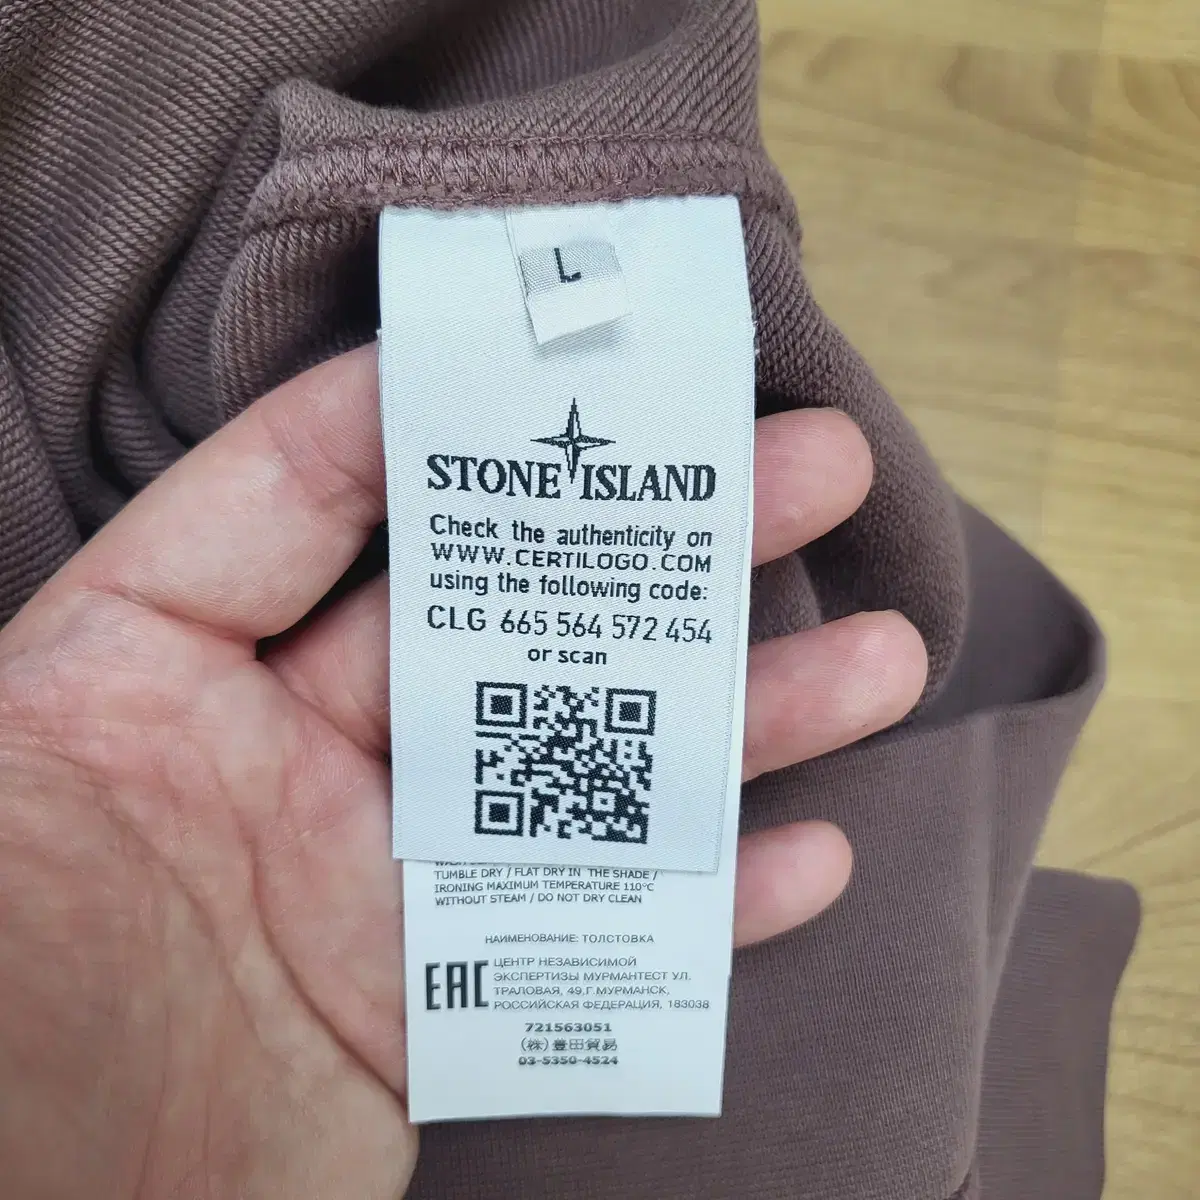 L
STONE ISLAND
Check the authenticity on
WWW.CERTILOGO.COM
using the following code:
CLG 665 564 572 454
or scan
TUMBLE DRY / FLAT DRY IN THE SHADE /
IRONING MAXIMUM TEMPERATURE 110°C
WITHOUT STEAM / DO NOT DRY CLEAN
НАИМЕНОВАНИЕ: ТОЛСТОВКА
EAC
ЦЕНТР НЕЗАВИСИМОЙ
ЭКСПЕРТИЗЫ МУРМАНТЕСТ УЛ.
ТРАЛОВАЯ, 49,Г.МУРМАНСК,
РОССИЙСКАЯ ФЕДЕРАЦИЯ, 183038
721563051
(株)豊田貿易
03-5350-4524